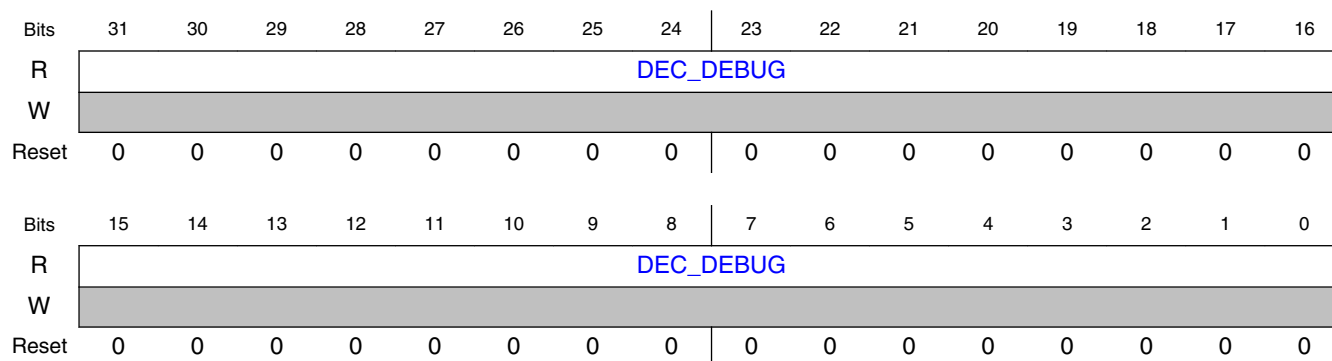 Bits 31 30 29 28 27 26 25 24 23 22 21 20 19 18 17 16
R DEC_DEBUG
W
Reset 0 0 0 0 0 0 0 0 0 0 0 0 0 0 0 0
Bits 15 14 13 12 11 10 9 8 7 6 5 4 3 2 1 0
R DEC_DEBUG
W
Reset 0 0 0 0 0 0 0 0 0 0 0 0 0 0 0 0